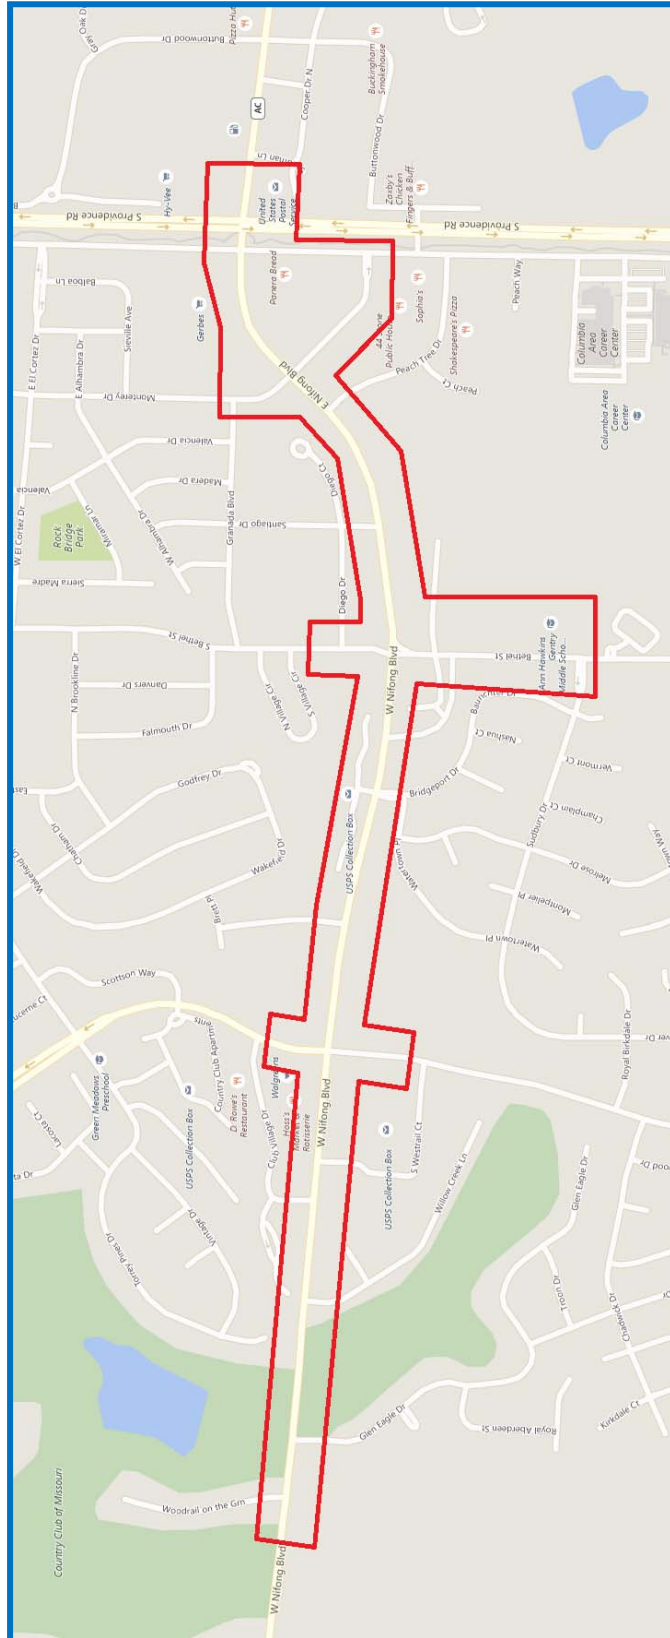 Gray Oak Dr
Buttonwood Dr
Pizza Hut
Buckingham
Smokehouse
Cooper Dr N
AC
Buttonwood Dr
Zaxby's
Chicken
Fingers & Buff...
Hy-Vee
United
States
Postal
Service
S Providence Rd
S Providence Rd
Balboa Ln
Panera Bread
Peach Way
Sophia's
Gerbes
44 Stone
Public House
Shakespeare's Pizza
Columbia
Area
Career
Center
Seville Ave
E El Cortez Dr
E Alhambra Dr
Monterey Dr
E Nifong Blvd
Peach Tree Dr
Peach Ct
Columbia Area
Career
Center
Valencia Dr
Valencia
Madera Dr
Diego Ct
W El Cortez Dr
Miramar Ln
W Alhambra Dr
Santiago Dr
Granada Blvd
Rock
Bridge
Park
Sierra Madre
Diego Dr
S Bethel St
Bethel St
Ann Hawkins
Gentry
Middle Scho...
W Nifong Blvd
N Brookline Dr
Danvers Dr
S Village Cir
N Village Cir
Falmouth Dr
Nashua Ct
Vermont Ct
Godfrey Dr
Bridgeport Dr
USPS Collection Box
Champlain Ct
Sudbury Dr
Chatham Dr
Wakefield Dr
Wakefield Dr
Watertown Pl
Melrose Dr
Brett Pl
Montpelier Pl
Watertown Pl
Scottson Way
Royal Birkdale Dr
Green Meadows
Preschool
Country Club Apartments
Walgreens
Lacosta Ct
USPS Collection Box
D. Rowe's
Restaurant
Club Village Dr
Hoss's
Market &
Rotisserie
W Nifong Blvd
USPS Collection Box
S Westrail Ct
Willow Creek Ln
Vintage Dr
Torrey Pines Dr
Glen Eagle Dr
Troon Dr
Chadwick Dr
Glen Eagle Dr
Royal Aberdeen St
Kirkdale Ct
Country Club of Missouri
Woodrail on the Grn
W Nifong Blvd